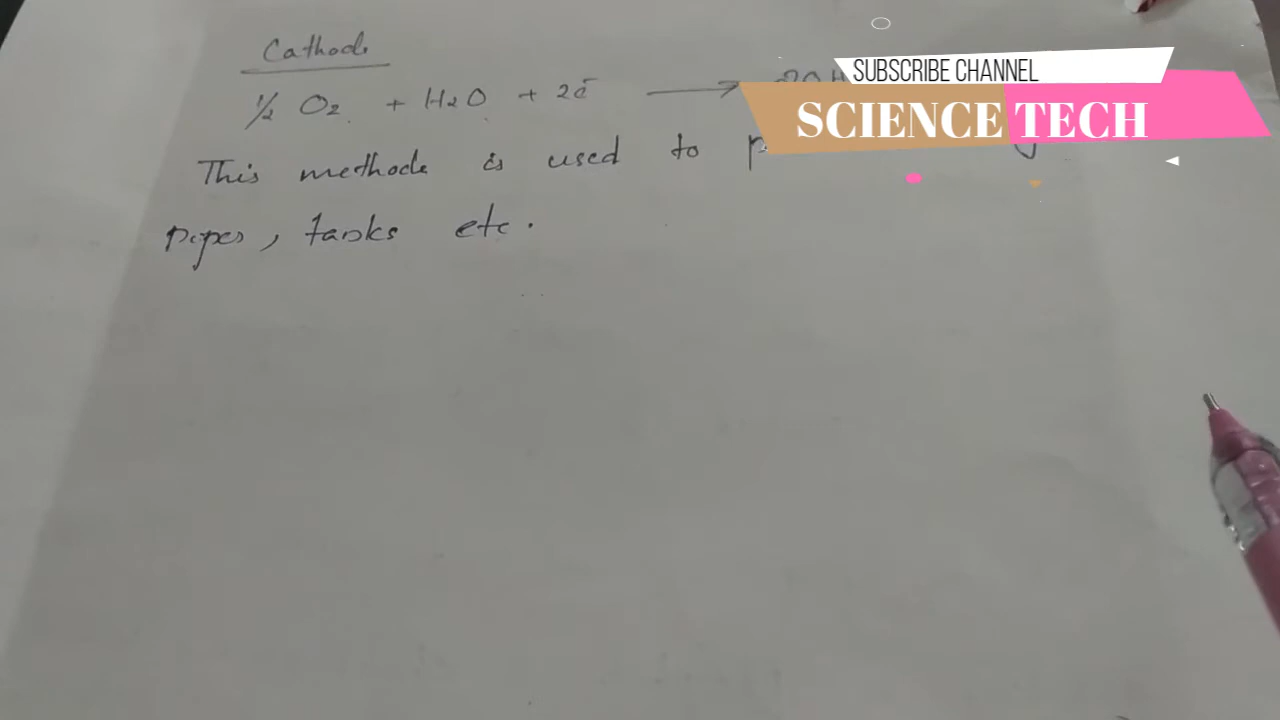 Cathode
1/2 O2 + H2O + 2e-
SUBSCRIBE CHANNEL
SCIENCE TECH
This methode is used to
pipes, tanks etc.